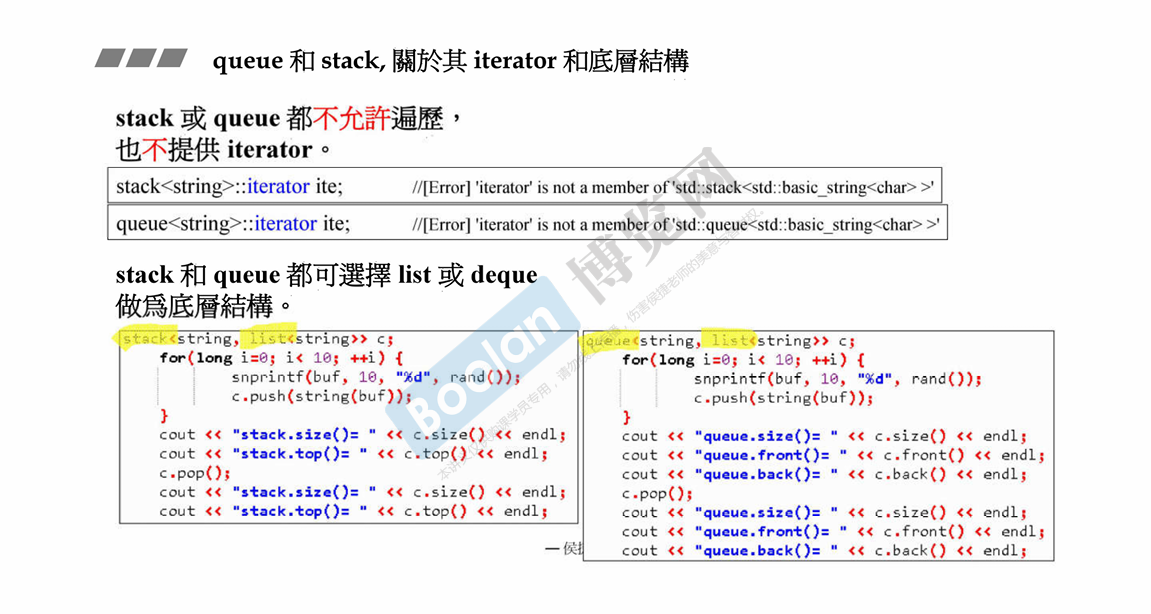 queue 和 stack, 關於其 iterator 和底層結構
stack 或 queue 都不允許遍歷，
也不提供 iterator。
stack<string>::iterator ite; //[Error] 'iterator' is not a member of 'std::stack<std::basic_string<char> >'
queue<string>::iterator ite; //[Error] 'iterator' is not a member of 'std::queue<std::basic_string<char> >'
stack 和 queue 都可選擇 list 或 deque
做為底層結構。
stack<string, list<string>> c;
for(long i=0; i< 10; ++i) {
snprintf(buf, 10, "%d", rand());
c.push(string(buf));
}
cout << "stack.size()= " << c.size() << endl;
cout << "stack.top()= " << c.top() << endl;
c.pop();
cout << "stack.size()= " << c.size() << endl;
cout << "stack.top()= " << c.top() << endl;
queue<string, list<string>> c;
for(long i=0; i< 10; ++i) {
snprintf(buf, 10, "%d", rand());
c.push(string(buf));
}
cout << "queue.size()= " << c.size() << endl;
cout << "queue.front()= " << c.front() << endl;
cout << "queue.back()= " << c.back() << endl;
c.pop();
cout << "queue.size()= " << c.size() << endl;
cout << "queue.front()= " << c.front() << endl;
cout << "queue.back()= " << c.back() << endl;
— 侯捷
Boolan 博览网